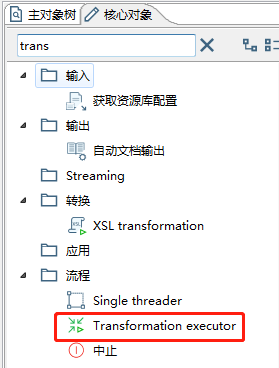 主对象树 核心对象
trans
输入
获取资源库配置
输出
自动文档输出
Streaming
转换
XSL transformation
应用
流程
Single threader
Transformation executor
中止